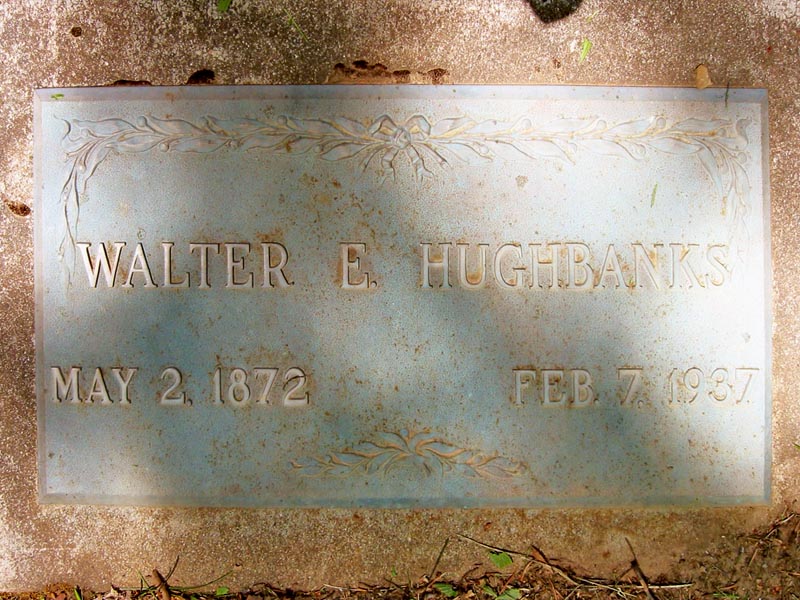 WALTER E. HUGHBANKS
MAY 2, 1872 FEB. 7, 1937